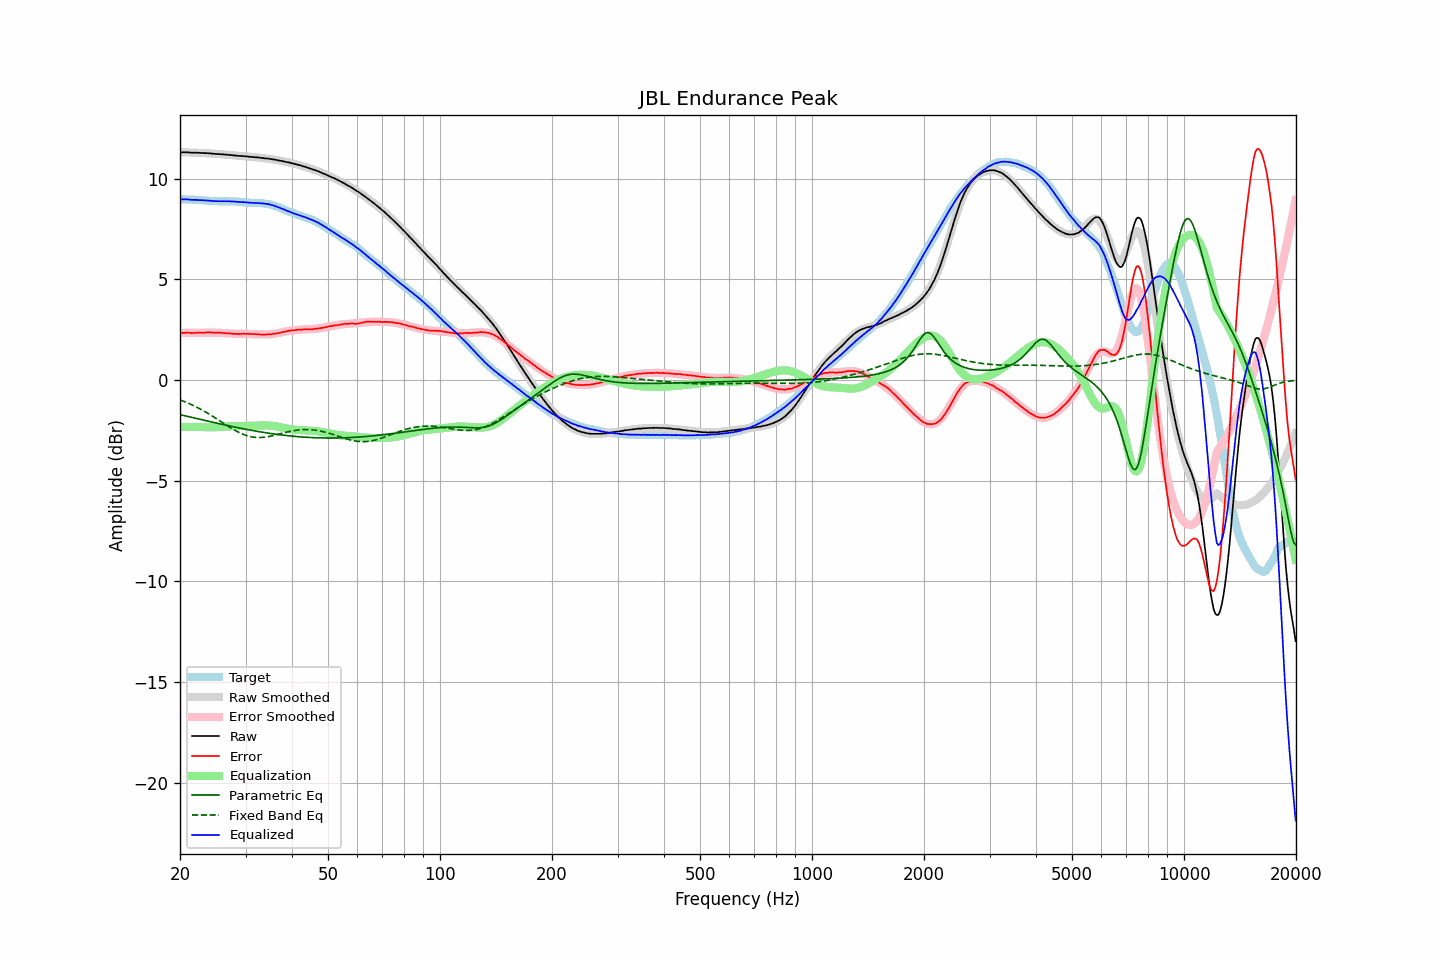 JBL Endurance Peak
Amplitude (dBr)
10
5
0
−5
−10
−15
−20
Target
Raw Smoothed
Error Smoothed
Raw
Error
Equalization
Parametric Eq
Fixed Band Eq
Equalized
20 50 100 200 500 1000 2000 5000 10000 20000
Frequency (Hz)